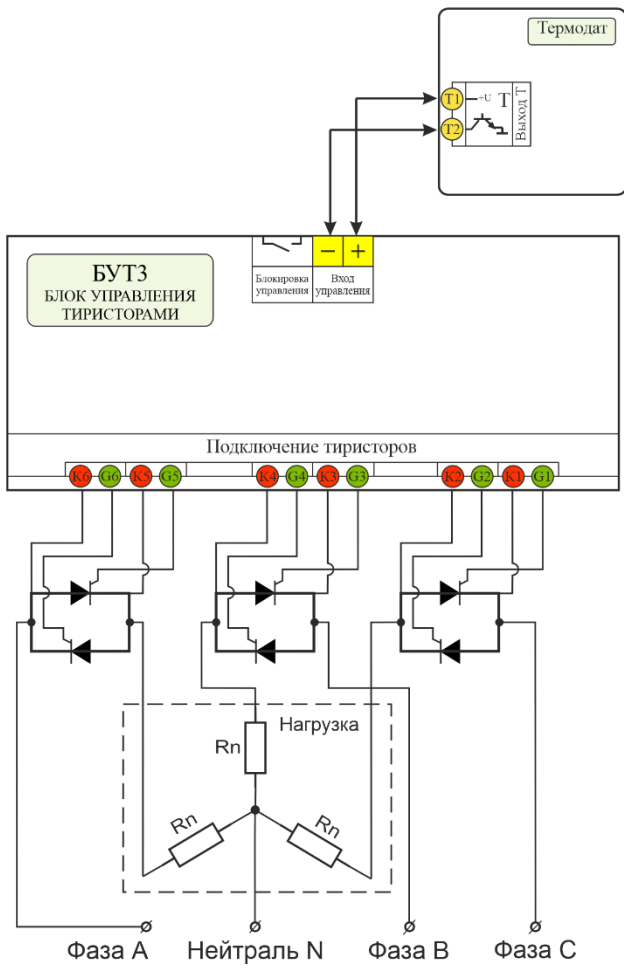 Термодат
T1
+U
T
T2
Выход Т
БУТ3
БЛОК УПРАВЛЕНИЯ
ТИРИСТОРАМИ
− +
Блокировка
управления
Вход
управления
Подключение тиристоров
K6 G6 K5 G5 K4 G4 K3 G3 K2 G2 K1 G1
Нагрузка
Rn
Rn
Rn
Фаза А Нейтраль N Фаза В Фаза С